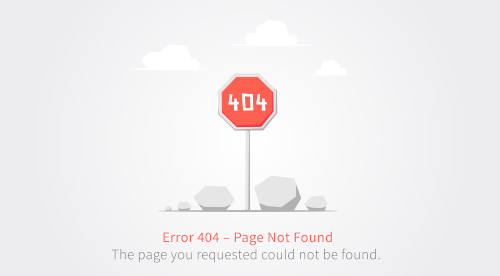 404
Error 404 – Page Not Found
The page you requested could not be found.